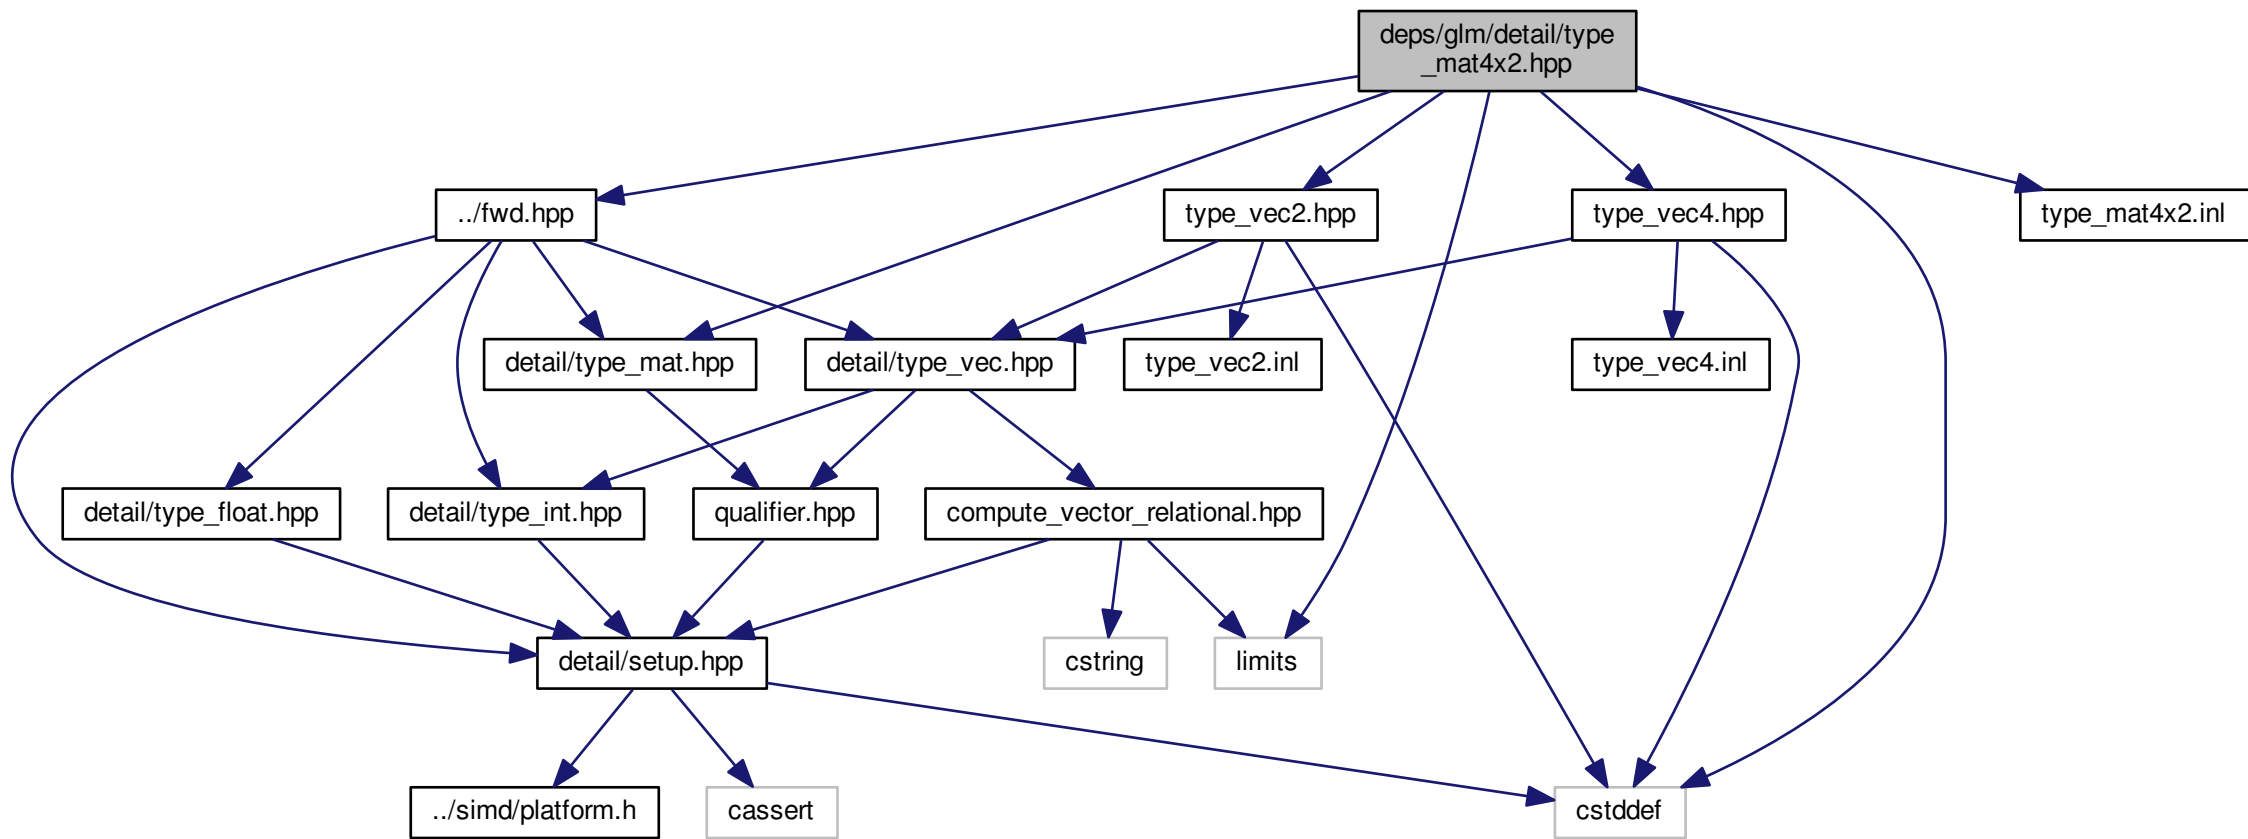 deps/glm/detail/type
_mat4x2.hpp
../fwd.hpp
type_vec2.hpp
type_vec4.hpp
type_mat4x2.inl
detail/type_mat.hpp
detail/type_vec.hpp
type_vec2.inl
type_vec4.inl
detail/type_float.hpp
detail/type_int.hpp
qualifier.hpp
compute_vector_relational.hpp
detail/setup.hpp
cstring
limits
../simd/platform.h
cassert
cstddef